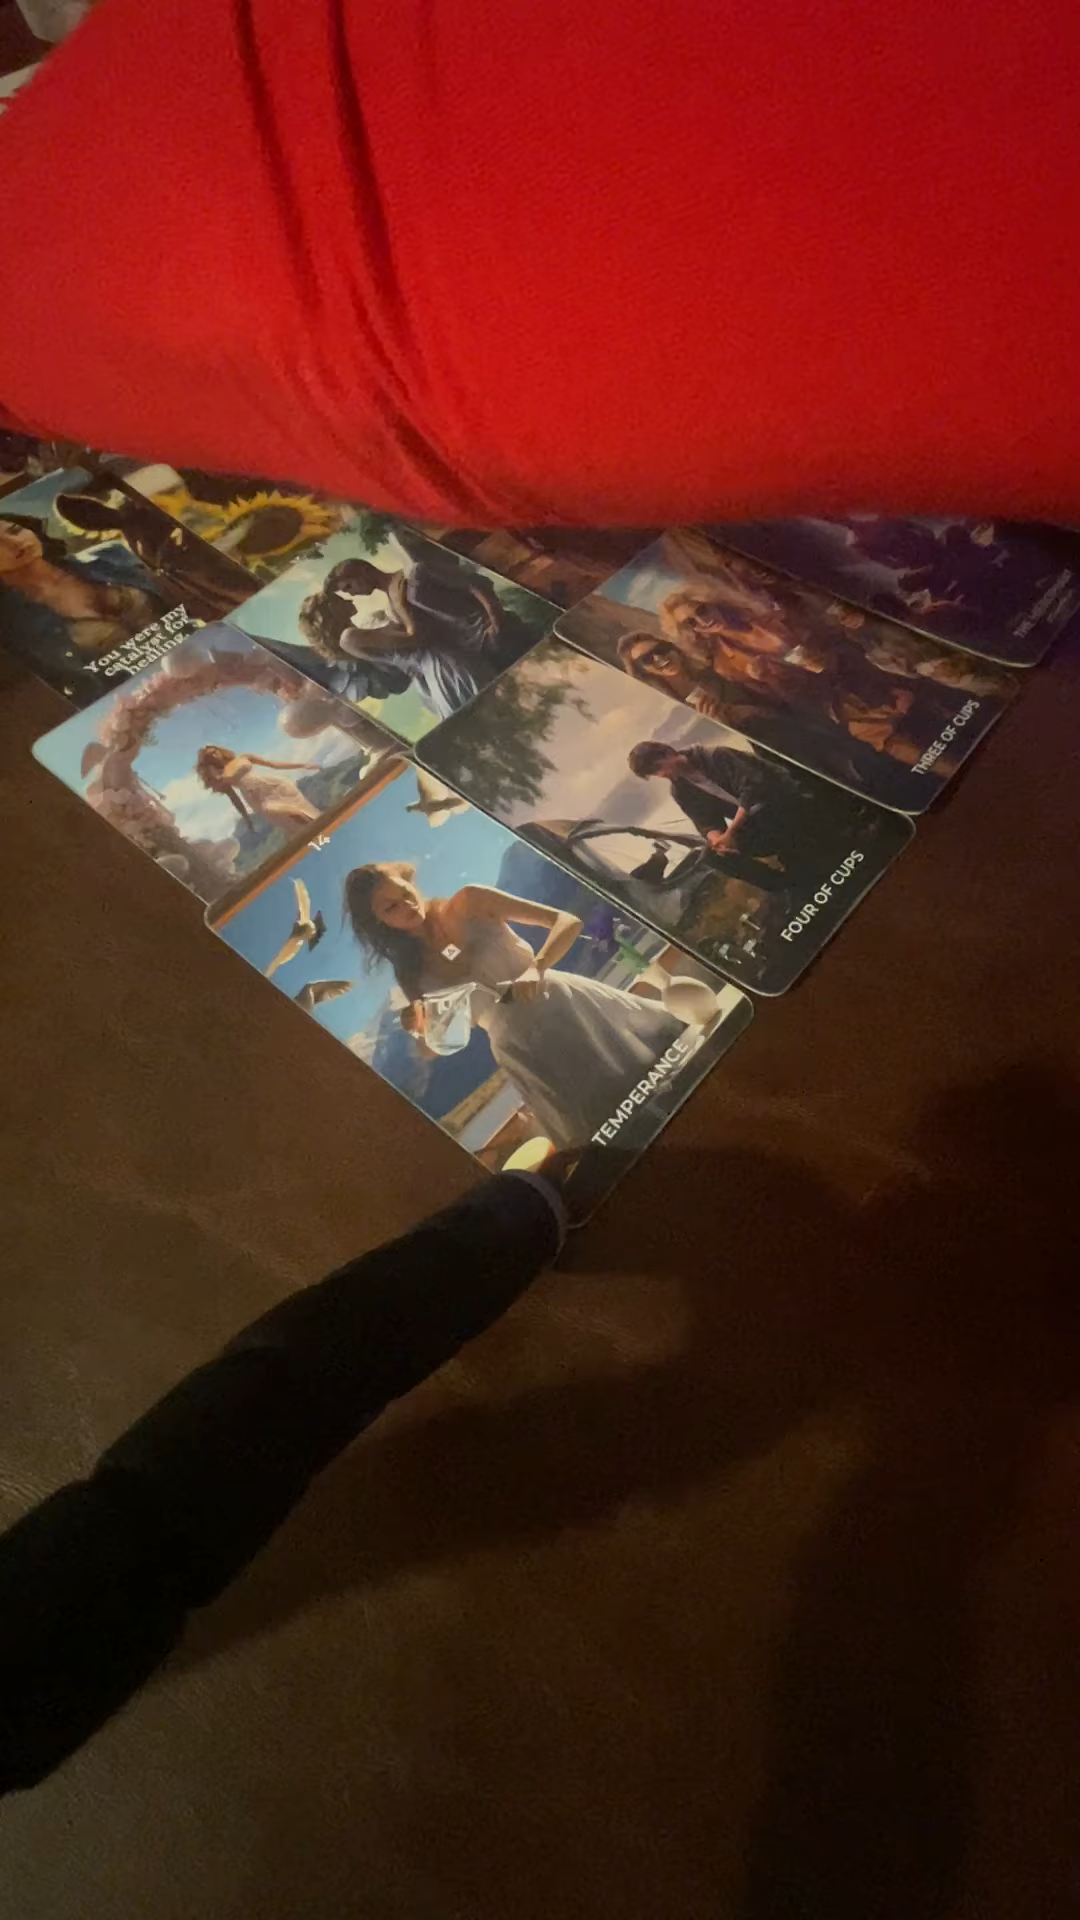 You were my
catalyst for
healing.
THREE OF CUPS
FOUR OF CUPS
14
TEMPERANCE